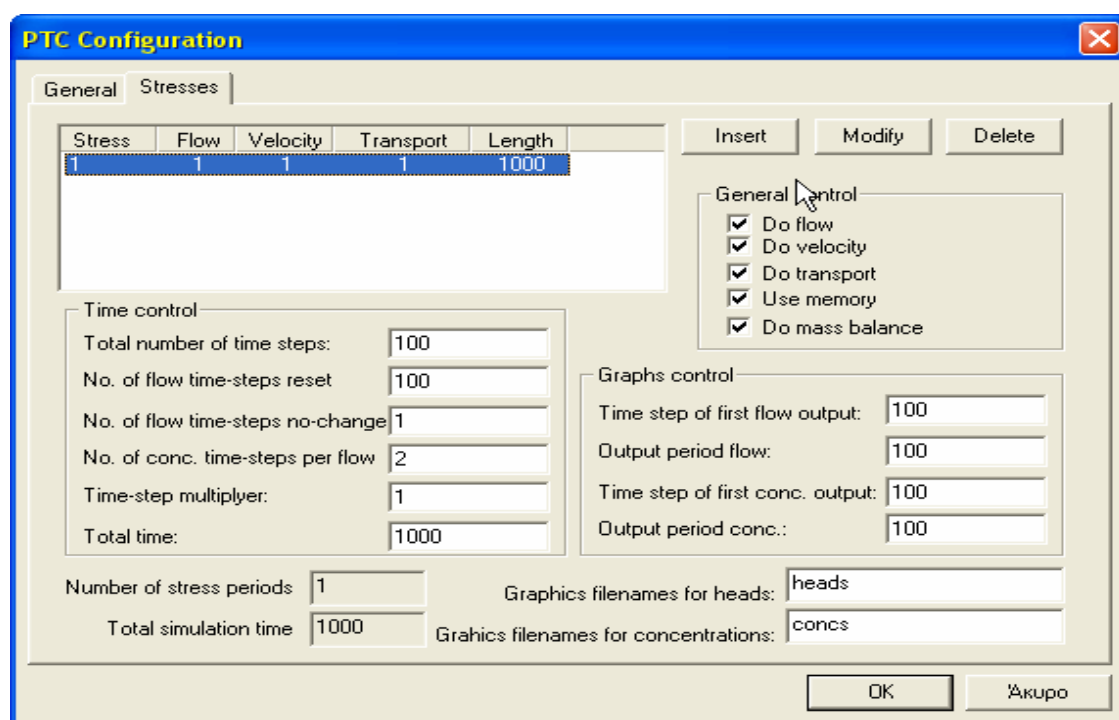 PTC Configuration
General Stresses
Stress Flow Velocity Transport Length
1 1 1 1 1000
Insert Modify Delete
General control
Do flow
Do velocity
Do transport
Use memory
Do mass balance
Time control
Total number of time steps: 100
No. of flow time-steps reset 100
No. of flow time-steps no-change 1
No. of conc. time-steps per flow 2
Time-step multiplyer: 1
Total time: 1000
Graphs control
Time step of first flow output: 100
Output period flow: 100
Time step of first conc. output: 100
Output period conc.: 100
Number of stress periods 1
Total simulation time 1000
Graphics filenames for heads: heads
Grahics filenames for concentrations: concs
OK Άκυρο